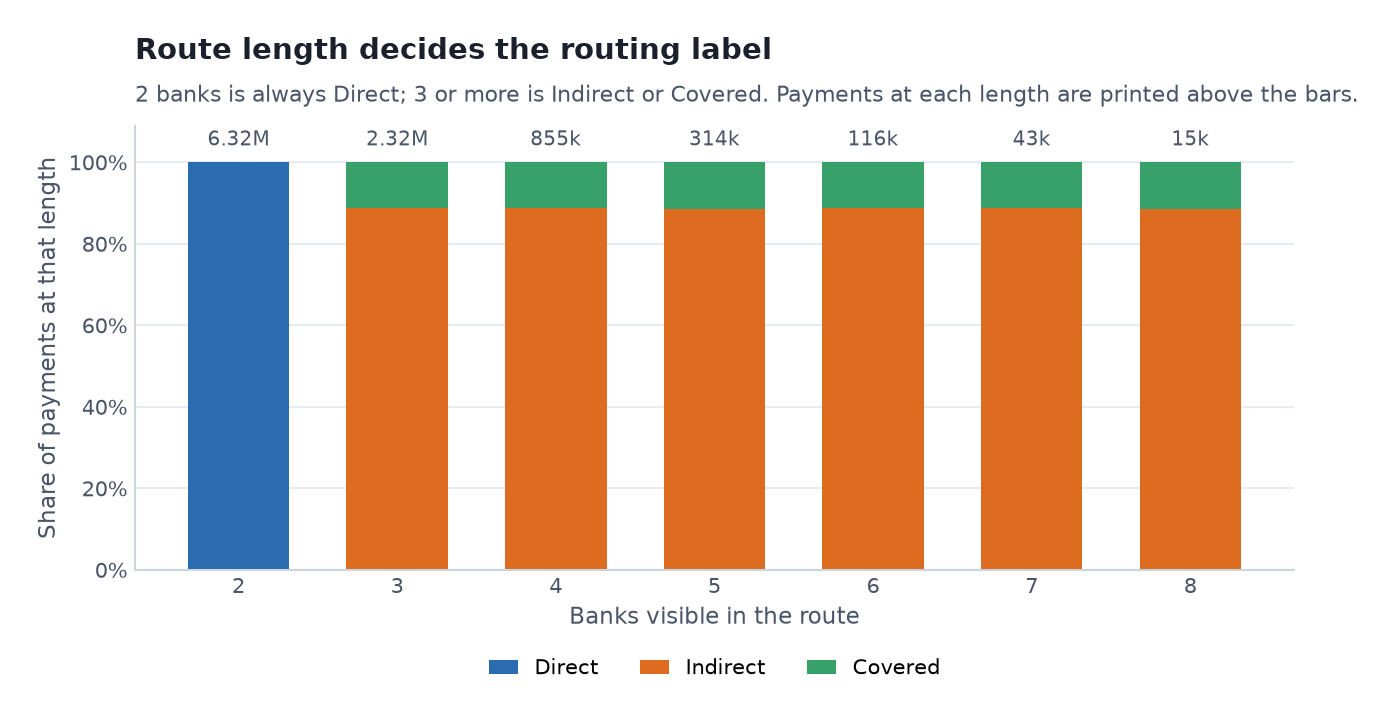 Route length decides the routing label
2 banks is always Direct; 3 or more is Indirect or Covered. Payments at each length are printed above the bars.
6.32M 2.32M 855k 314k 116k 43k 15k
Share of payments at that length
100%
80%
60%
40%
20%
0%
2 3 4 5 6 7 8
Banks visible in the route
Direct Indirect Covered